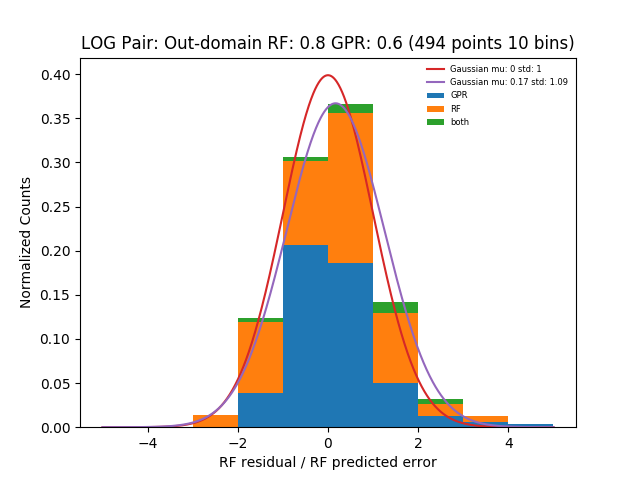 LOG Pair: Out-domain RF: 0.8 GPR: 0.6 (494 points 10 bins)
Gaussian mu: 0 std: 1
Gaussian mu: 0.17 std: 1.09
GPR
RF
both
Normalized Counts
0.40
0.35
0.30
0.25
0.20
0.15
0.10
0.05
0.00
−4 −2 0 2 4
RF residual / RF predicted error